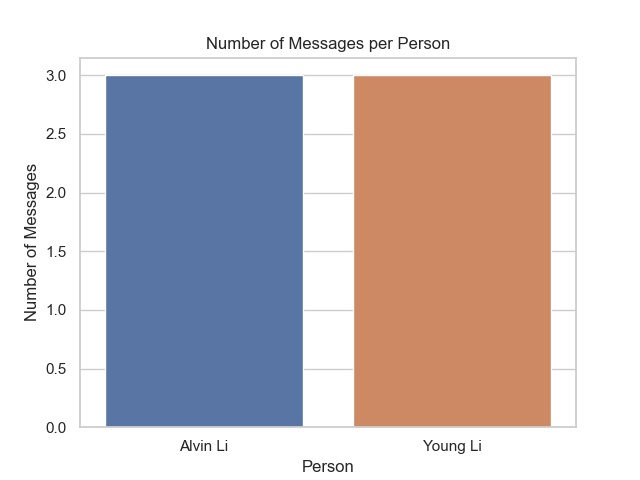 Number of Messages per Person
3.0
2.5
2.0
1.5
1.0
0.5
0.0
Number of Messages
Alvin Li
Young Li
Person